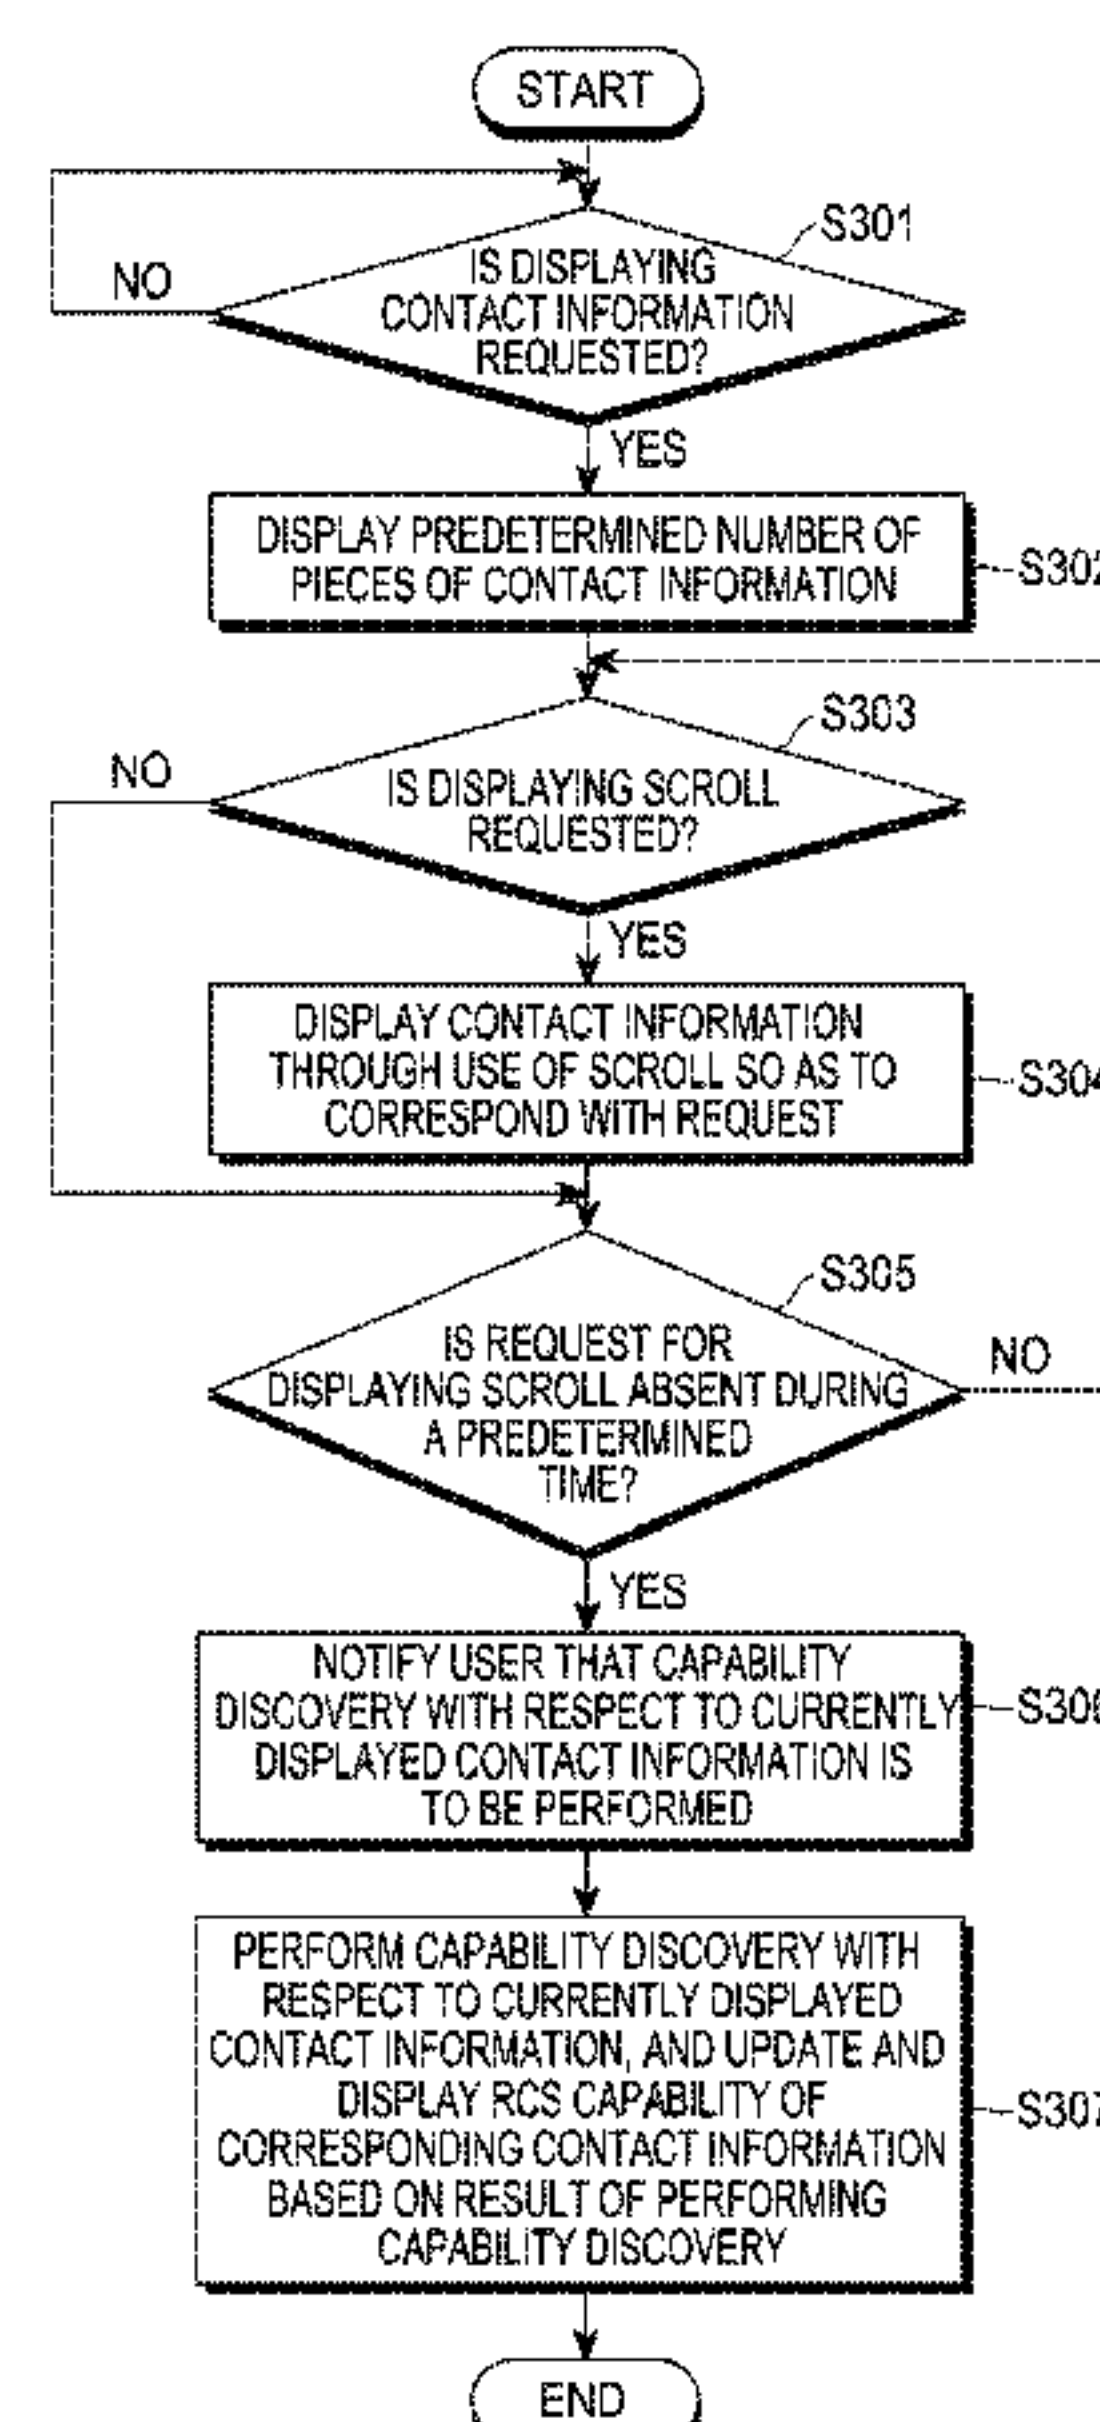 START
S301
NO
IS DISPLAYING
CONTACT INFORMATION
REQUESTED?
YES
DISPLAY PREDETERMINED NUMBER OF
PIECES OF CONTACT INFORMATION
S302
S303
NO
IS DISPLAYING SCROLL
REQUESTED?
YES
DISPLAY CONTACT INFORMATION
THROUGH USE OF SCROLL SO AS TO
CORRESPOND WITH REQUEST
S304
S305
IS REQUEST FOR
NO
DISPLAYING SCROLL ABSENT DURING
A PREDETERMINED
TIME?
YES
NOTIFY USER THAT CAPABILITY
DISCOVERY WITH RESPECT TO CURRENTLY
DISPLAYED CONTACT INFORMATION IS
TO BE PERFORMED
S306
PERFORM CAPABILITY DISCOVERY WITH
RESPECT TO CURRENTLY DISPLAYED
CONTACT INFORMATION, AND UPDATE AND
DISPLAY RCS CAPABILITY OF
CORRESPONDING CONTACT INFORMATION
BASED ON RESULT OF PERFORMING
CAPABILITY DISCOVERY
S307
END